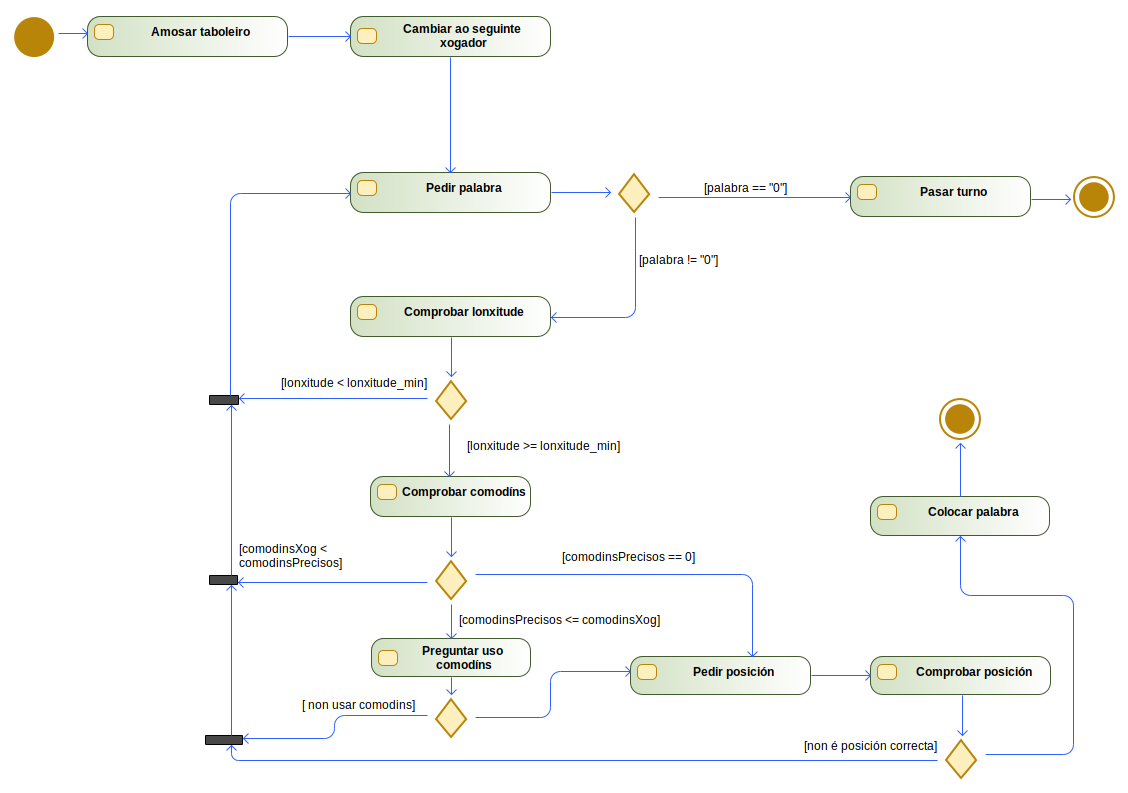 Amosar taboleiro
Cambiar ao seguinte
xogador
Pedir palabra
[palabra == "0"]
Pasar turno
[palabra != "0"]
Comprobar lonxitude
[lonxitude < lonxitude_min]
[lonxitude >= lonxitude_min]
Comprobar comodíns
Colocar palabra
[comodinsXog <
comodinsPrecisos]
[comodinsPrecisos == 0]
[comodinsPrecisos <= comodinsXog]
Preguntar uso
comodíns
Pedir posición
Comprobar posición
[ non usar comodins]
[non é posición correcta]